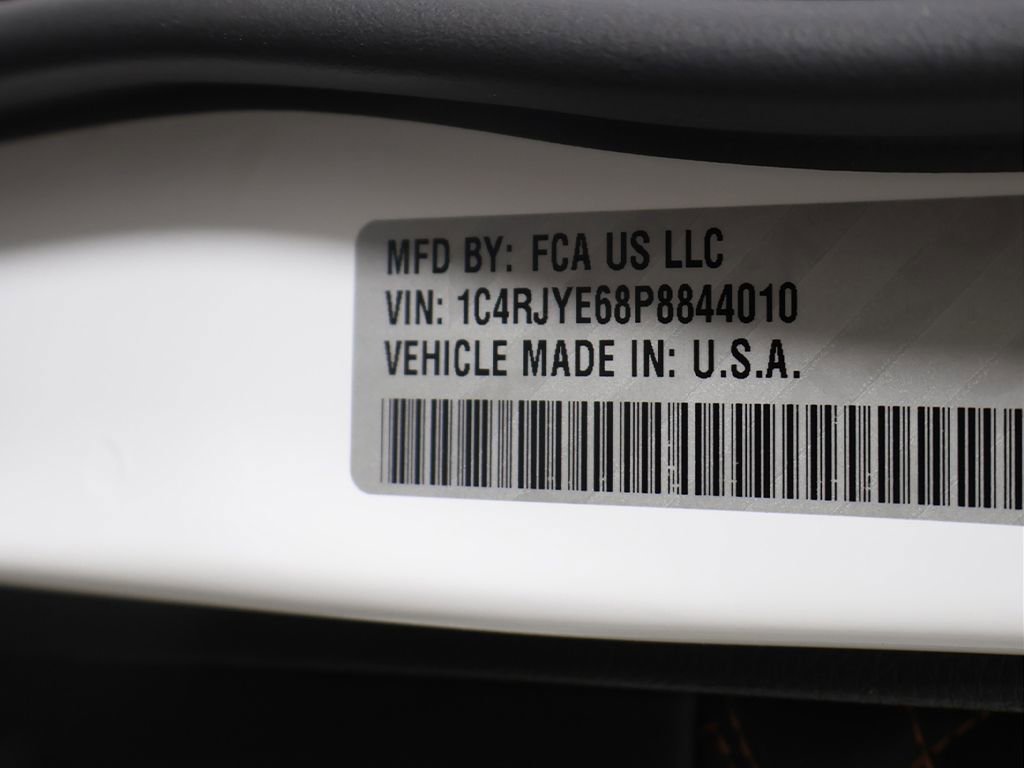 MFD BY: FCA US LLC
VIN: 1C4RJYE68P8844010
VEHICLE MADE IN: U.S.A.